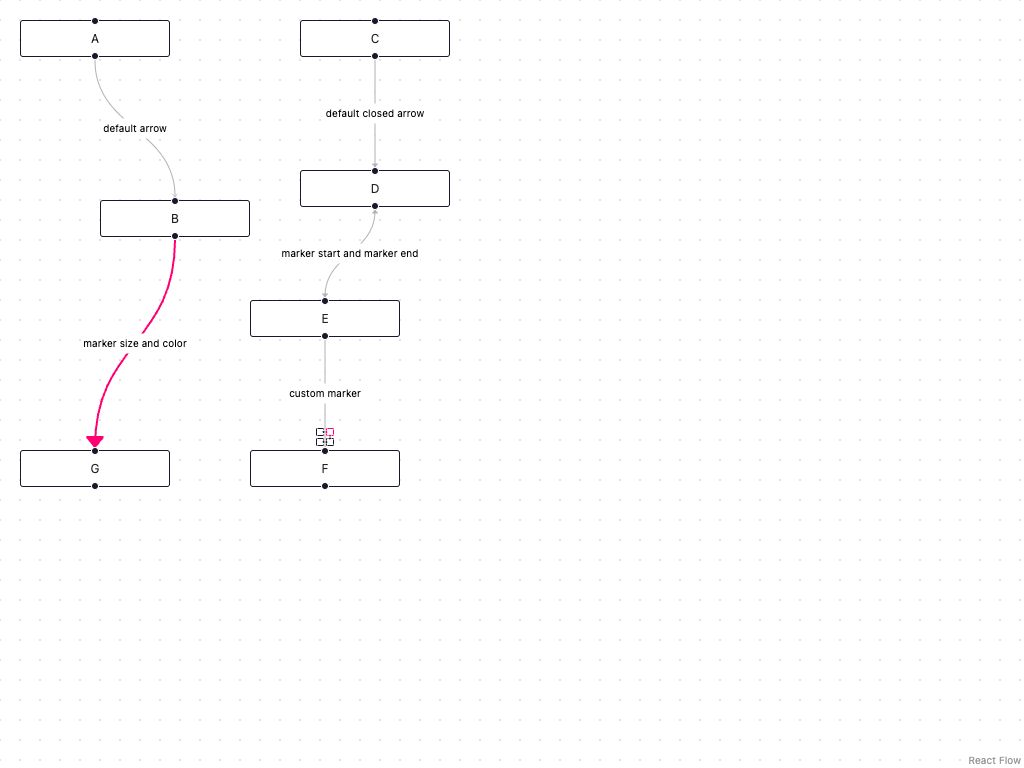 A
C
default closed arrow
default arrow
D
B
marker start and marker end
E
marker size and color
custom marker
G
F
React Flow